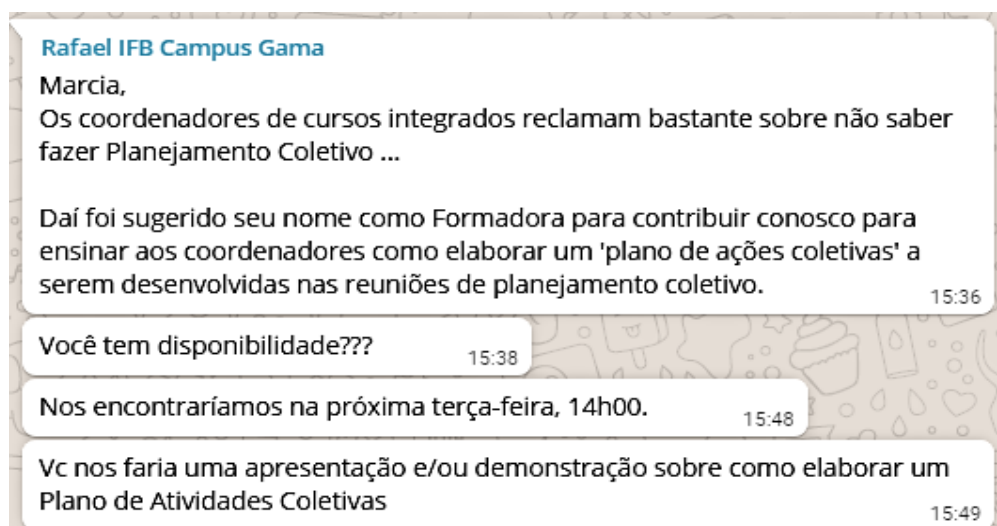 Rafael IFB Campus Gama
Marcia,
Os coordenadores de cursos integrados reclamam bastante sobre não saber
fazer Planejamento Coletivo ...
Daí foi sugerido seu nome como Formadora para contribuir conosco para
ensinar aos coordenadores como elaborar um 'plano de ações coletivas' a
serem desenvolvidas nas reuniões de planejamento coletivo.
15:36
Você tem disponibilidade???
15:38
Nos encontraríamos na próxima terça-feira, 14h00.
15:48
Vc nos faria uma apresentação e/ou demonstração sobre como elaborar um
Plano de Atividades Coletivas
15:49